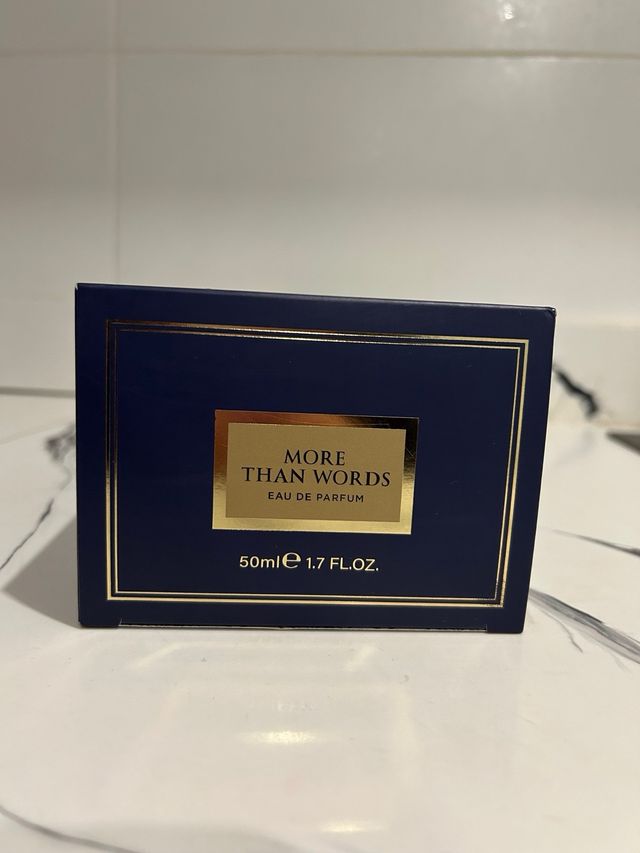 MORE
THAN WORDS
EAU DE PARFUM
50ml℮ 1.7 FL.OZ.